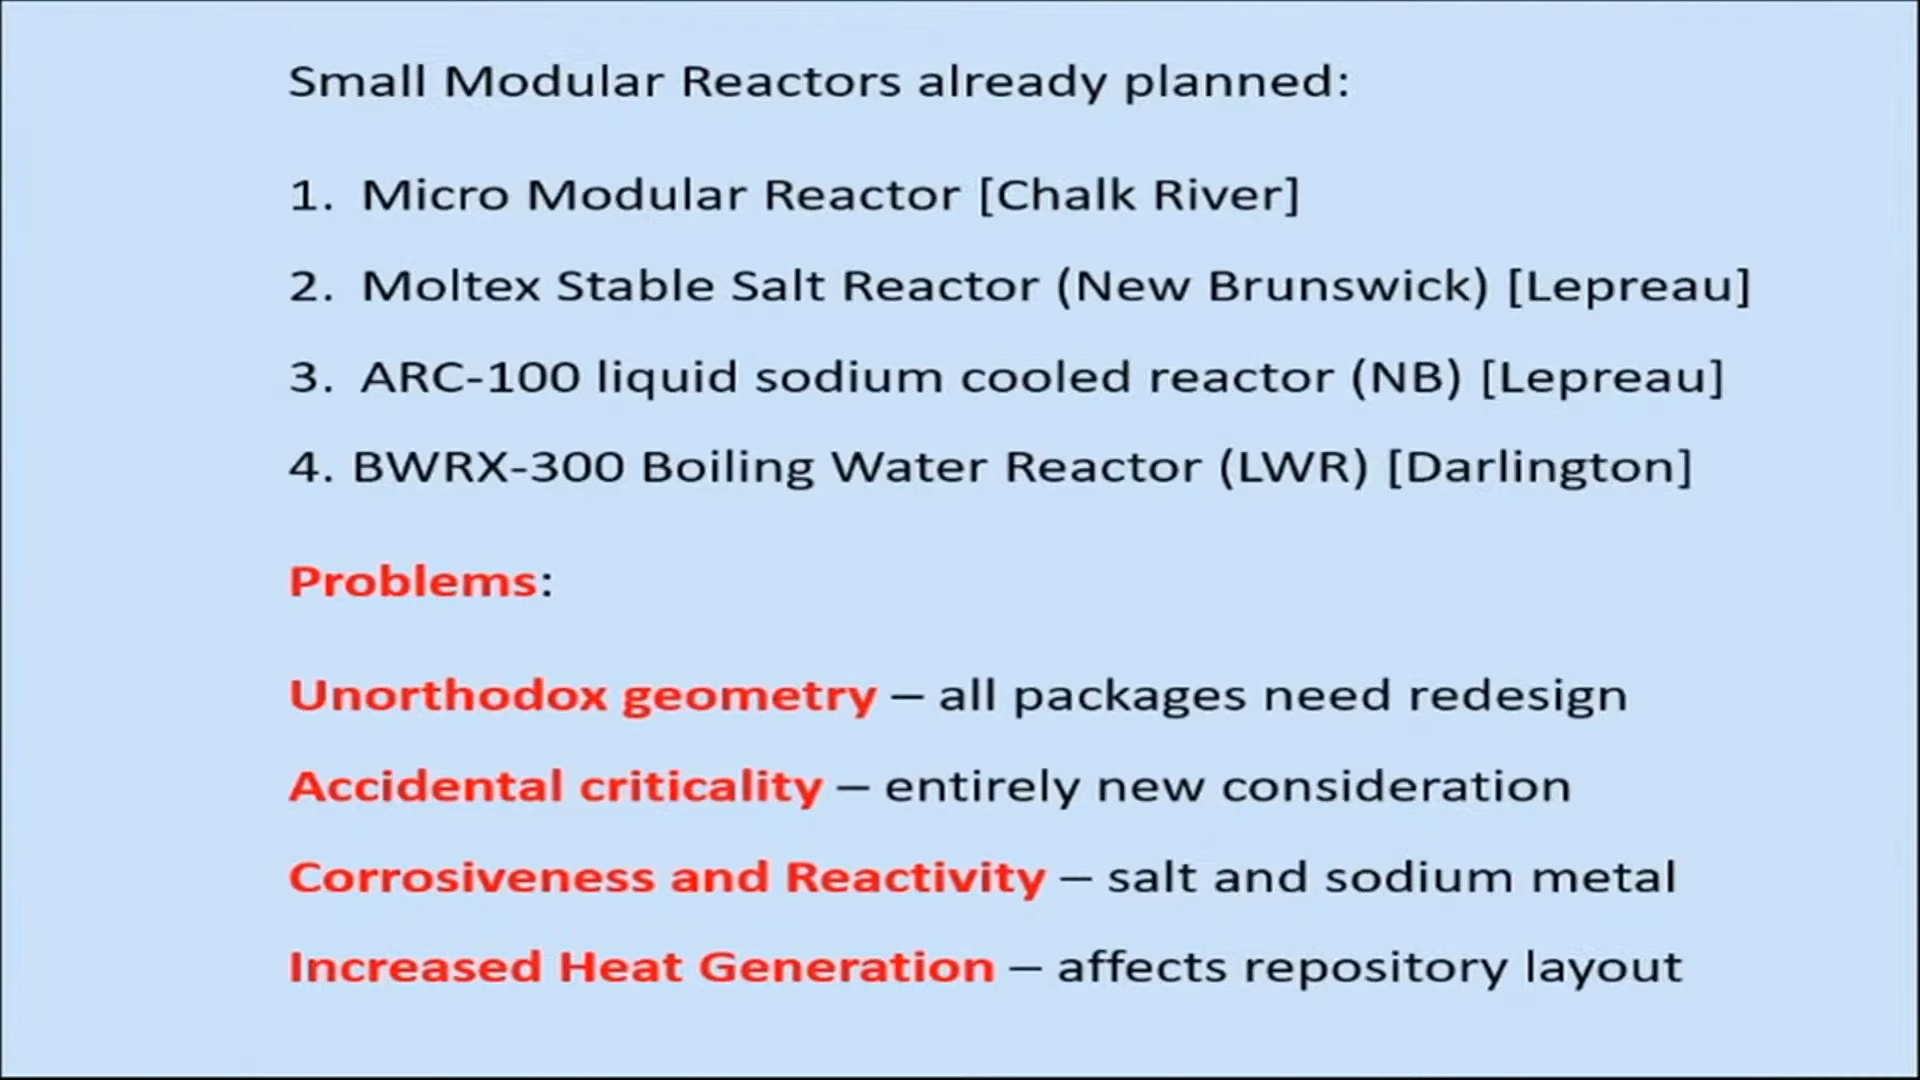 Small Modular Reactors already planned:
1. Micro Modular Reactor [Chalk River]
2. Moltex Stable Salt Reactor (New Brunswick) [Lepreau]
3. ARC-100 liquid sodium cooled reactor (NB) [Lepreau]
4. BWRX-300 Boiling Water Reactor (LWR) [Darlington]
Problems:
Unorthodox geometry – all packages need redesign
Accidental criticality – entirely new consideration
Corrosiveness and Reactivity – salt and sodium metal
Increased Heat Generation – affects repository layout